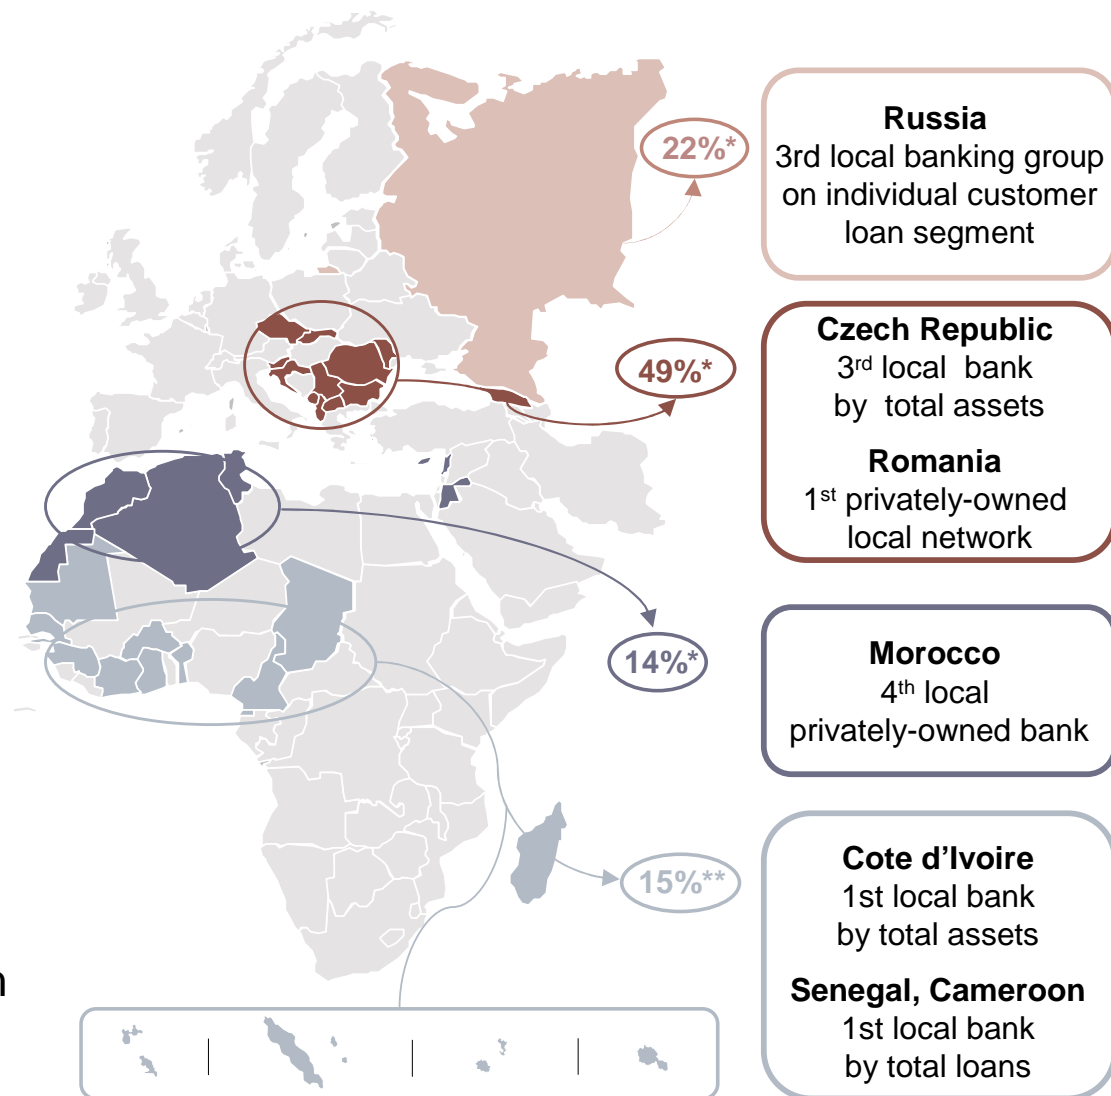 22%*
Russia
3rd local banking group
on individual customer
loan segment
49%*
Czech Republic
3rd local bank
by total assets
Romania
1st privately-owned
local network
14%*
Morocco
4th local
privately-owned bank
15%**
Cote d'Ivoire
1st local bank
by total assets
Senegal, Cameroon
1st local bank
by total loans